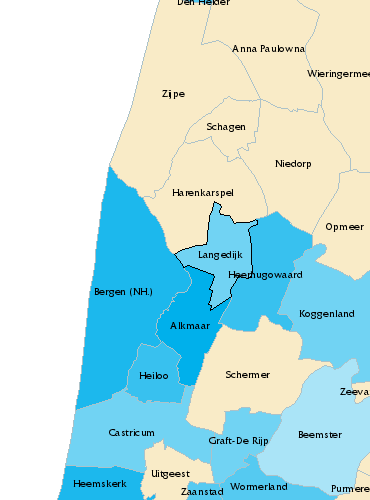 Den Helder
Anna Paulowna
Wieringermee
Zijpe
Schagen
Niedorp
Harenkarspel
Opmeer
Langedijk
Heerhugowaard
Bergen (NH.)
Koggenland
Alkmaar
Heiloo
Schermer
Zeeva
Castricum
Graft-De Rijp
Beemster
Uitgeest
Heemskerk
Zaanstad
Wormerland
Purmere